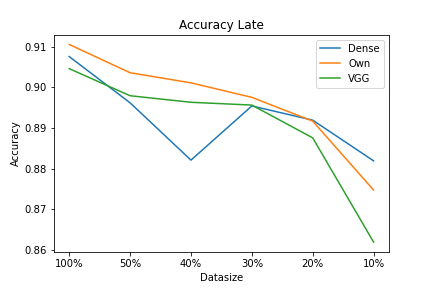 Accuracy Late
Dense
Own
VGG
0.91
0.90
0.89
0.88
0.87
0.86
Accuracy
100% 50% 40% 30% 20% 10%
Datasize